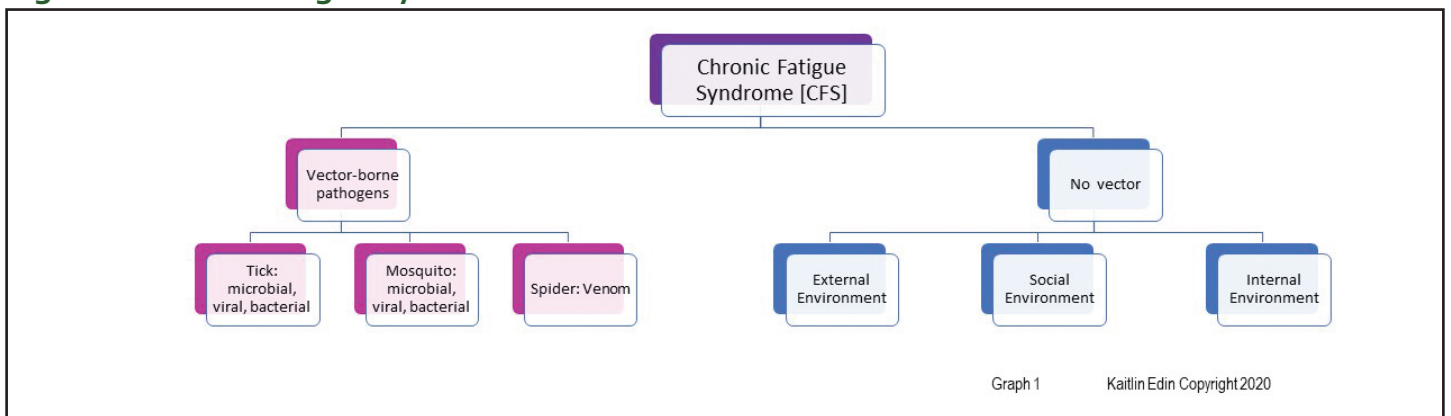 Chronic Fatigue
Syndrome [CFS]
Vector-borne
pathogens
No vector
Tick:
microbial,
viral, bacterial
Mosquito:
microbial,
viral, bacterial
Spider: Venom
External
Environment
Social
Environment
Internal
Environment
Graph 1
Kaitlin Edin Copyright 2020